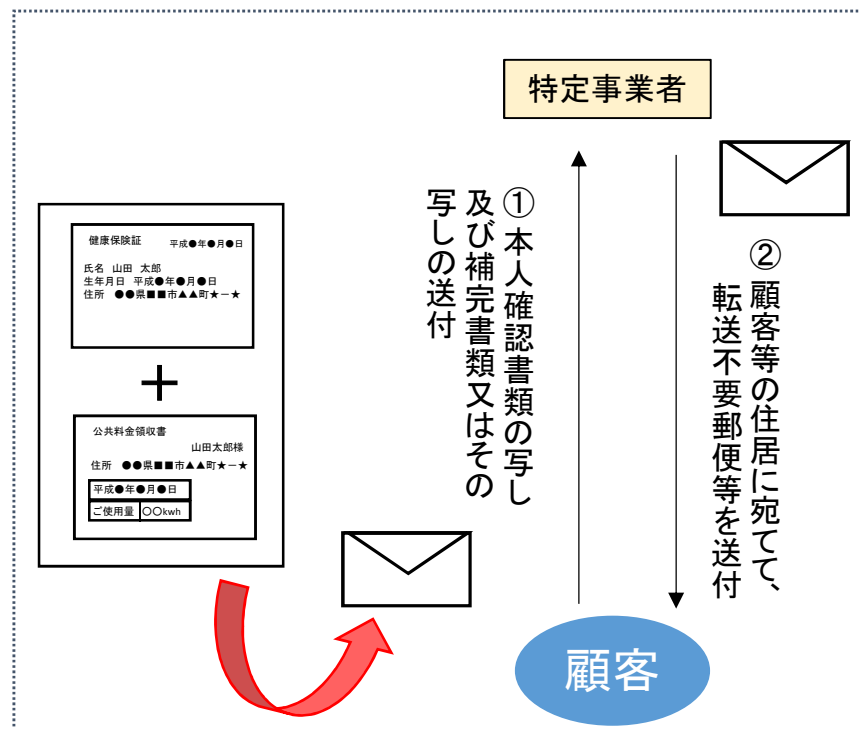 特定事業者
①本人確認書類の写し
及び補完書類又はその
写しの送付
②顧客等の住居に宛てて、
転送不要郵便等を送付
健康保険証 平成●年●月●日
氏名 山田 太郎
生年月日 平成●年●月●日
住所 ●●県■■市▲▲町★ー★
＋
公共料金領収書
山田太郎様
住所 ●●県■■市▲▲町★ー★
平成●年●月●日
ご使用量 〇〇kwh
顧客